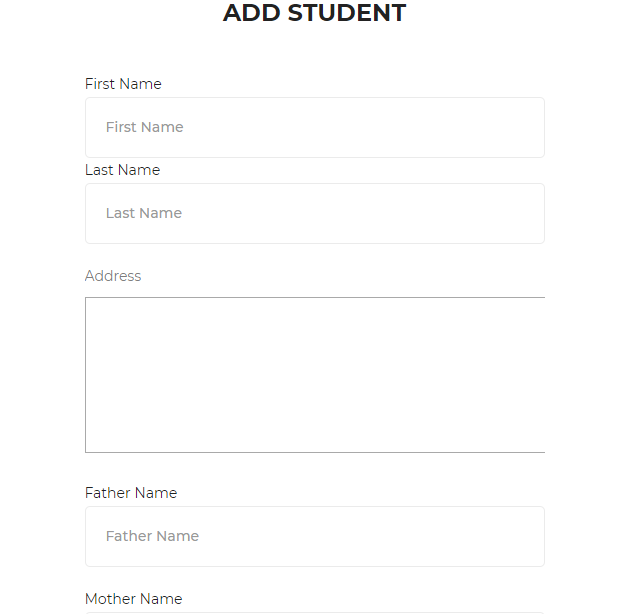 ADD STUDENT
First Name
First Name
Last Name
Last Name
Address
Father Name
Father Name
Mother Name